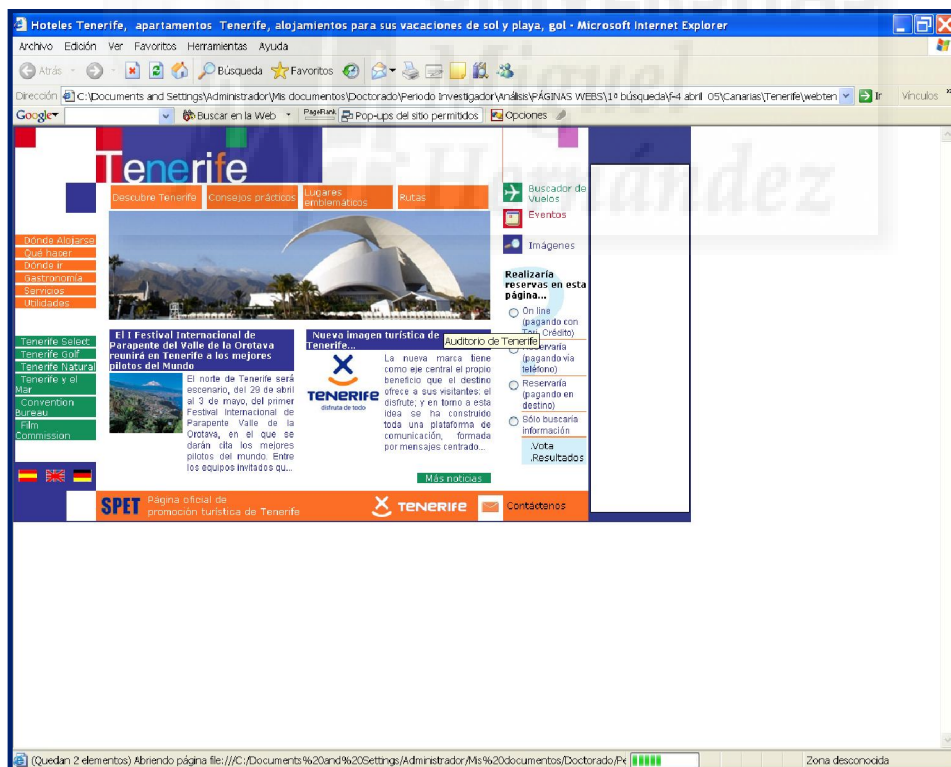 Hoteles Tenerife, apartamentos Tenerife, alojamientos para sus vacaciones de sol y playa, gol - Microsoft Internet Explorer
Archivo Edición Ver Favoritos Herramientas Ayuda
Atrás Búsqueda Favoritos
Dirección C:\Documents and Settings\Administrador\Mis documentos\Doctorado\Periodo Investigador\Análisis\PÁGINAS WEBS\1ª búsqueda\f-4 abril 05\Canarias\Tenerife\webten Ir Vínculos »
Google Buscar en la Web PageRank Pop-ups del sitio permitidos Opciones
Miguel
Hernández
Tenerife
Descubre Tenerife
Consejos prácticos
Lugares
emblemáticos
Rutas
Buscador de
Vuelos
Eventos
Imágenes
Dónde Alojarse
Qué hacer
Dónde ir
Gastronomía
Servicios
Utilidades
Tenerife Select
Tenerife Golf
Tenerife Natural
Tenerife y el
Mar
Convention
Bureau
Film
Commission
El I Festival Internacional de
Parapente del Valle de la Orotava
reunirá en Tenerife a los mejores
pilotos del Mundo
El norte de Tenerife será
escenario, del 29 de abril
al 3 de mayo, del primer
Festival Internacional de
Parapente Valle de la
Orotava, en el que se
darán cita los mejores
pilotos del mundo. Entre
los equipos invitados qu...
Nueva imagen turística de
Tenerife...
Auditorio de Tenerife
TENERIFE
disfruta de todo
La nueva marca tiene
como eje central el propio
beneficio que el destino
ofrece a sus visitantes: el
disfrute; y en torno a esta
idea se ha construido
toda una plataforma de
comunicación, formada
por mensajes centrado...
Más noticias
Realizaría
reservas en esta
página...
On line
(pagando con
Crédito)
Reservaría
(pagando vía
teléfono)
Reservaría
(pagando en
destino)
Sólo buscaría
información
.Vota
.Resultados
SPET Página oficial de
promoción turística de Tenerife
TENERIFE
Contáctenos
(Quedan 2 elementos) Abriendo página file:///C:/Documents%20and%20Settings/Administrador/Mis%20documentos/Doctorado/Pe
Zona desconocida